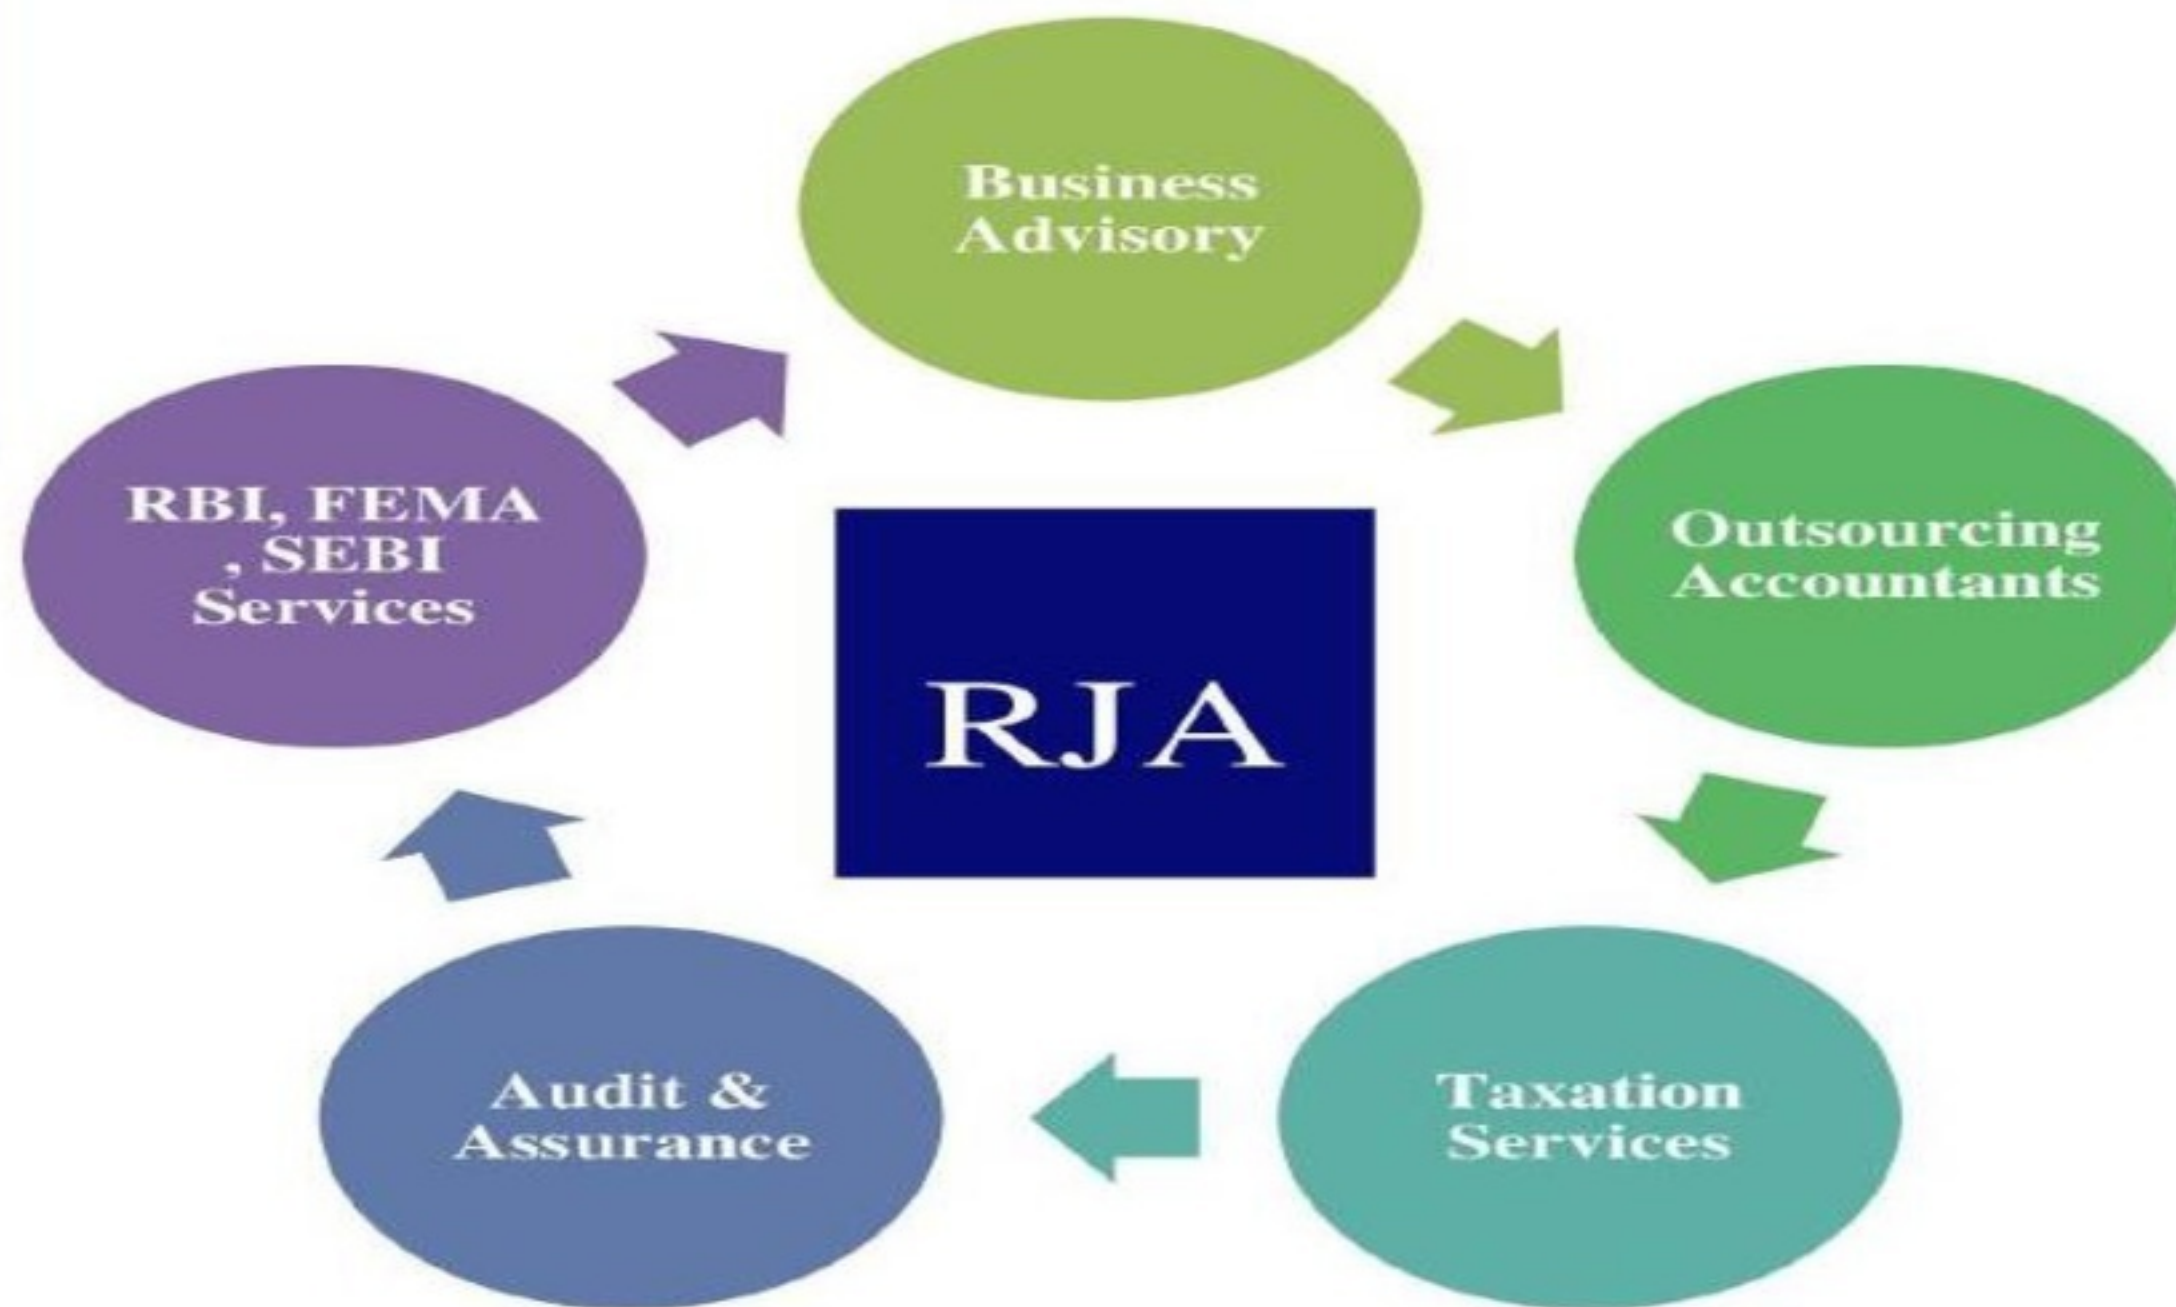 Business
Advisory
Outsourcing
Accountants
Taxation
Services
Audit &
Assurance
RBI, FEMA
, SEBI
Services
RJA